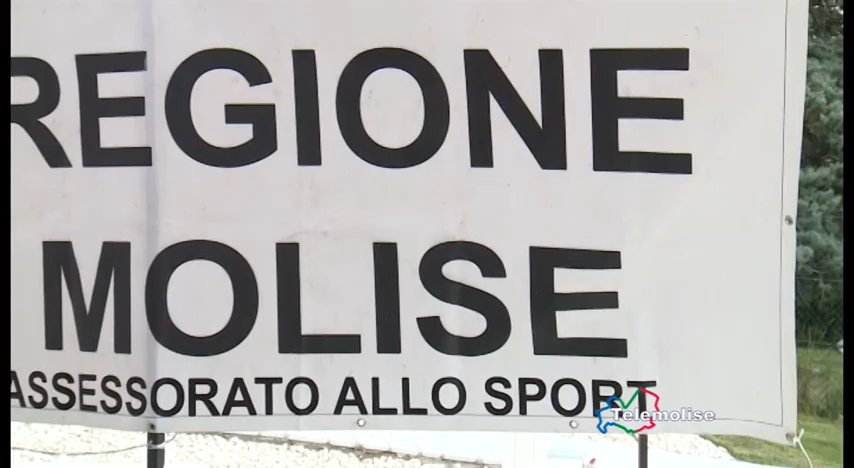 REGIONE
MOLISE
ASSESSORATO ALLO SPORT
Telemolise